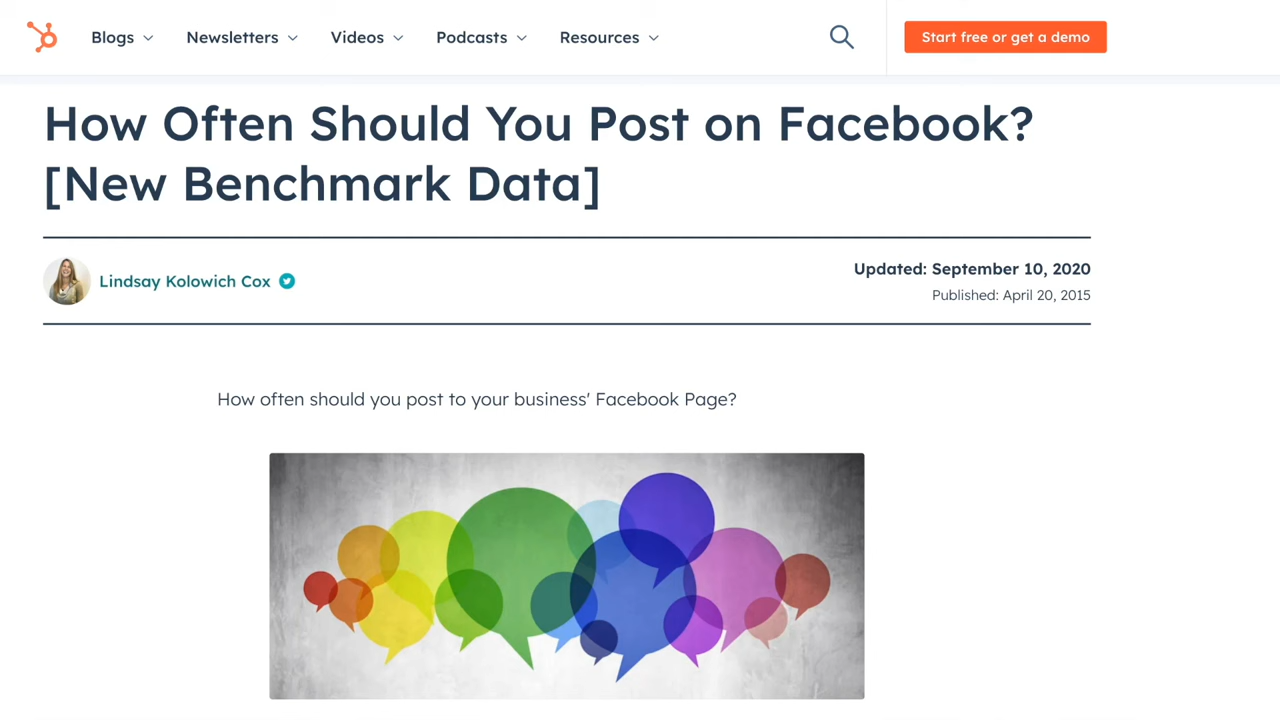 Blogs Newsletters Videos Podcasts Resources Start free or get a demo
How Often Should You Post on Facebook?
[New Benchmark Data]
Lindsay Kolowich Cox
Updated: September 10, 2020
Published: April 20, 2015
How often should you post to your business' Facebook Page?